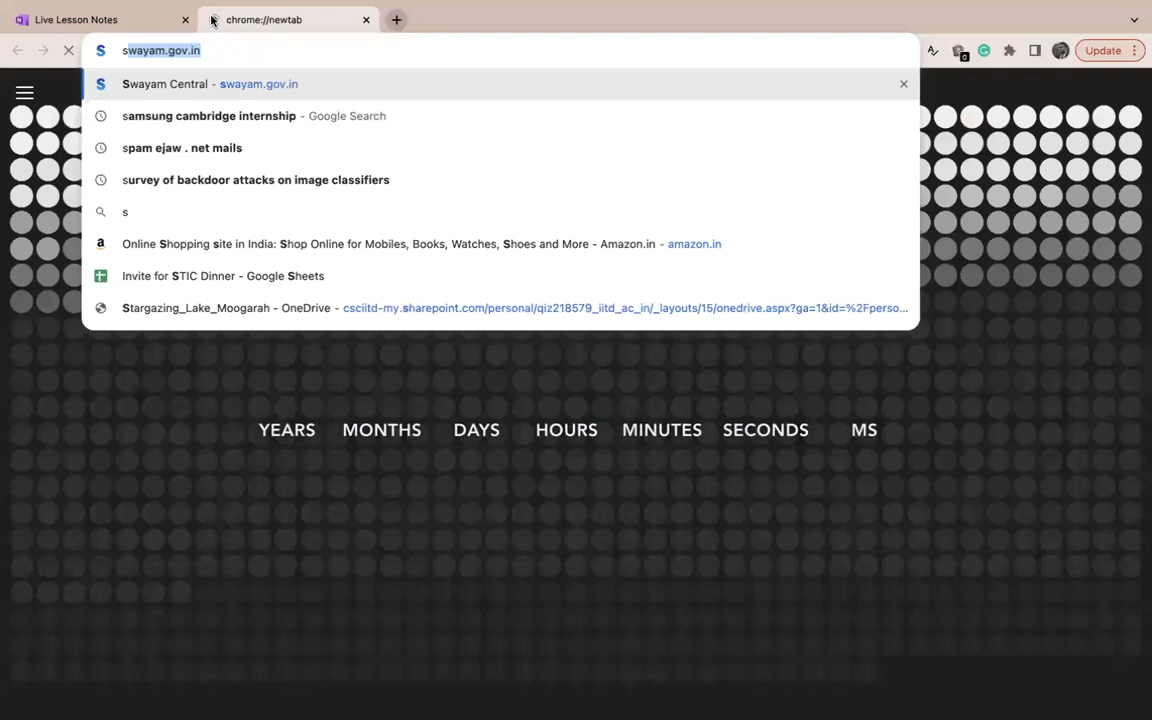 Live Lesson Notes
chrome://newtab
swayam.gov.in
Update
Swayam Central - swayam.gov.in
samsung cambridge internship - Google Search
spam ejaw . net mails
survey of backdoor attacks on image classifiers
s
Online Shopping site in India: Shop Online for Mobiles, Books, Watches, Shoes and More - Amazon.in - amazon.in
Invite for STIC Dinner - Google Sheets
Stargazing_Lake_Moogarah - OneDrive - csciitd-my.sharepoint.com/personal/qiz218579_iitd_ac_in/_layouts/15/onedrive.aspx?ga=1&id=%2Fperso...
YEARS MONTHS DAYS HOURS MINUTES SECONDS MS